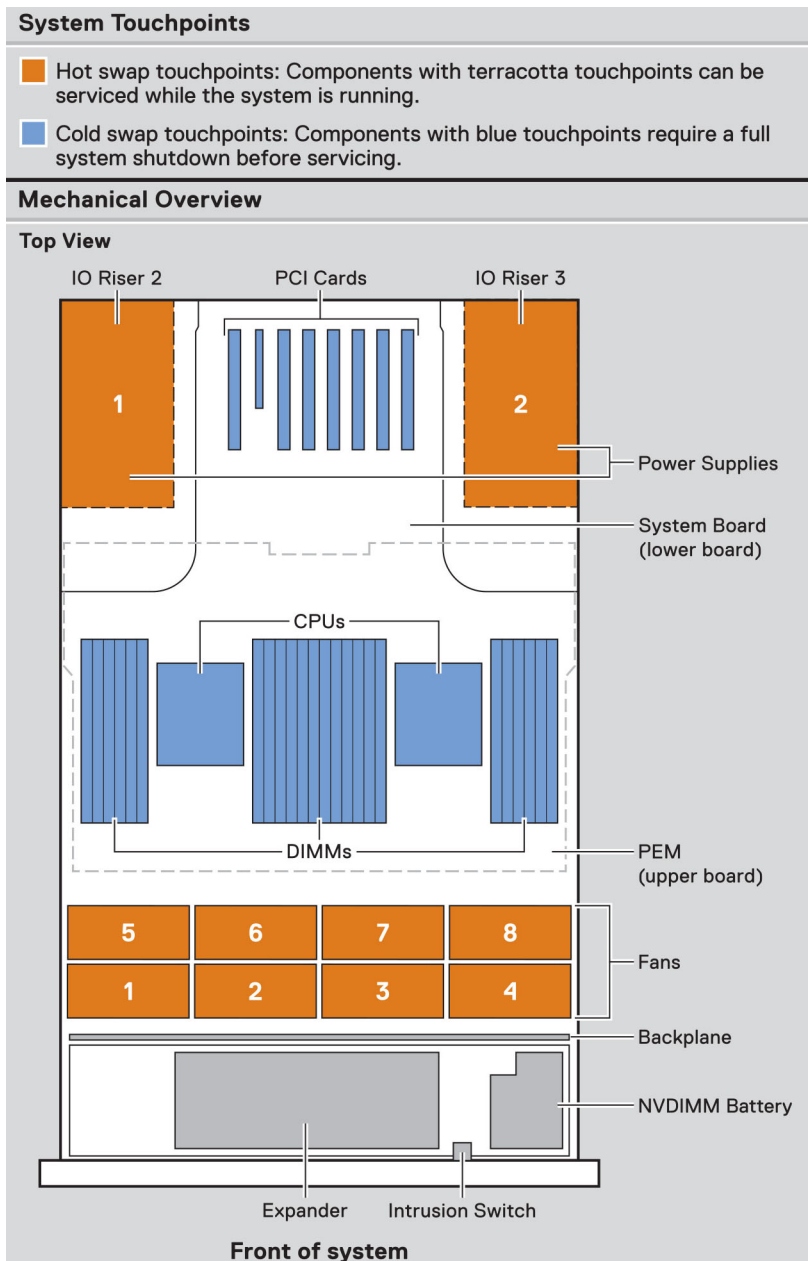 System Touchpoints
Hot swap touchpoints: Components with terracotta touchpoints can be
serviced while the system is running.
Cold swap touchpoints: Components with blue touchpoints require a full
system shutdown before servicing.
Mechanical Overview
Top View
IO Riser 2
PCI Cards
IO Riser 3
1
2
Power Supplies
System Board
(lower board)
CPUs
DIMMs
PEM
(upper board)
5
6
7
8
Fans
1
2
3
4
Backplane
NVDIMM Battery
Expander
Intrusion Switch
Front of system